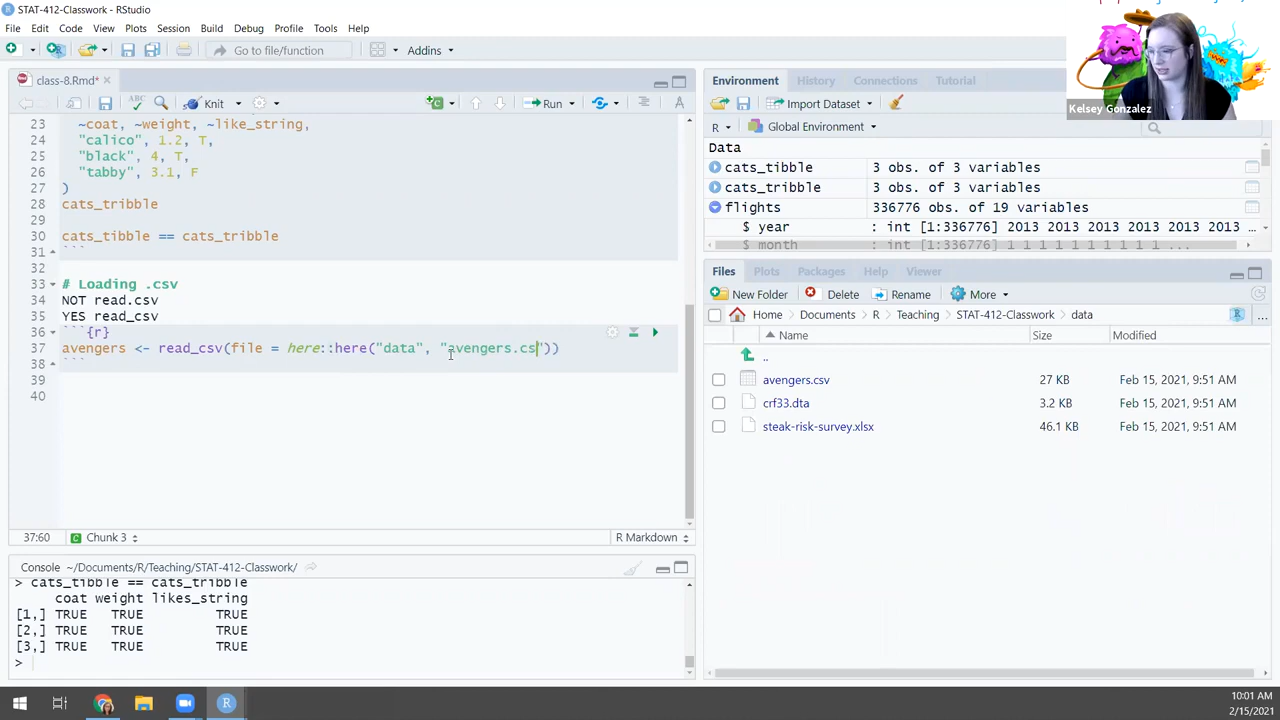 STAT-412-Classwork - RStudio
File Edit Code View Plots Session Build Debug Profile Tools Help
Go to file/function Addins
class-8.Rmd*
Knit Run
23 ~coat, ~weight, ~like_string,
24 "calico", 1.2, T,
25 "black", 4, T,
26 "tabby", 3.1, F
27 )
28 cats_tribble
29
30 cats_tibble == cats_tribble
31 ```
32
33 # Loading .csv
34 NOT read.csv
35 YES read_csv
36 ```{r}
37 avengers <- read_csv(file = here::here("data", "avengers.cs"))
38 ```
39
40
37:60 Chunk 3 R Markdown
Console ~/Documents/R/Teaching/STAT-412-Classwork/
> cats_tibble == cats_tribble
coat weight likes_string
[1,] TRUE TRUE TRUE
[2,] TRUE TRUE TRUE
[3,] TRUE TRUE TRUE
>
Environment History Connections Tutorial
Import Dataset
R Global Environment
Data
cats_tibble 3 obs. of 3 variables
cats_tribble 3 obs. of 3 variables
flights 336776 obs. of 19 variables
$ year : int [1:336776] 2013 2013 2013 2013 ...
$ month : int [1:336776] 1 1 1 1 1 1 1 1 1 1 ...
Files Plots Packages Help Viewer
New Folder Delete Rename More
Home Documents R Teaching STAT-412-Classwork data
Name Size Modified
..
avengers.csv 27 KB Feb 15, 2021, 9:51 AM
crf33.dta 3.2 KB Feb 15, 2021, 9:51 AM
steak-risk-survey.xlsx 46.1 KB Feb 15, 2021, 9:51 AM
Kelsey Gonzalez
10:01 AM
2/15/2021